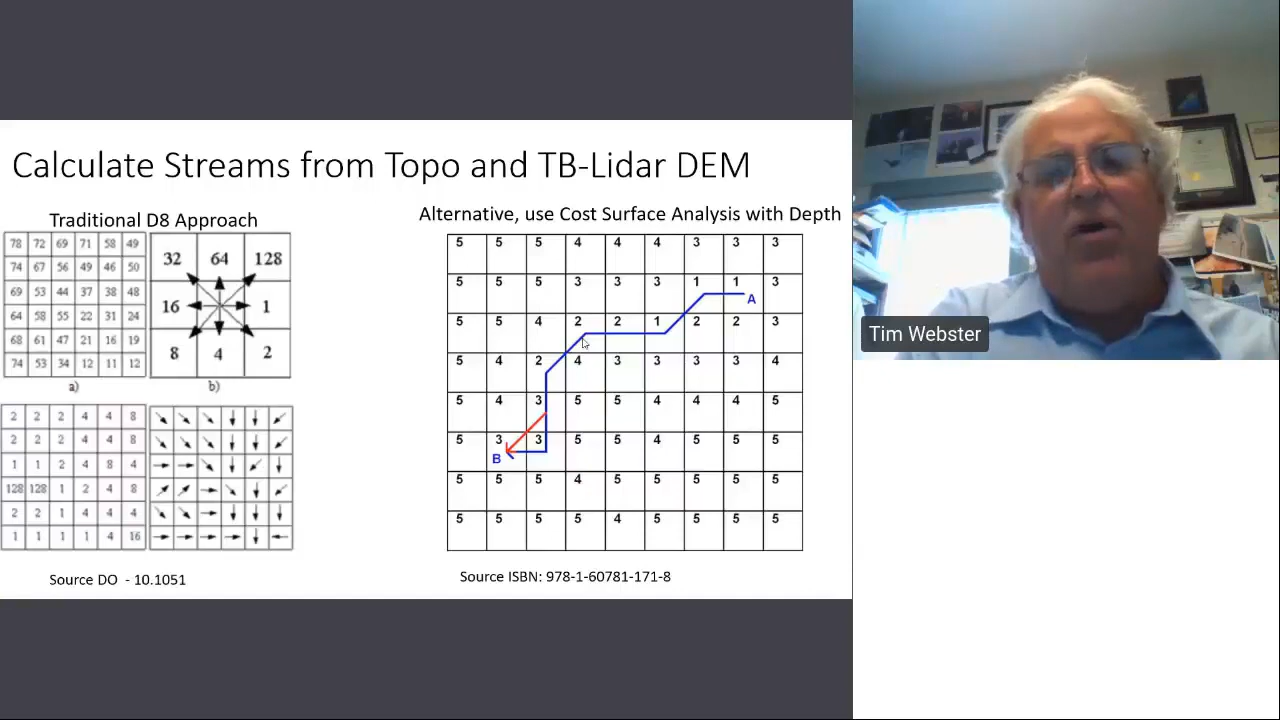 Calculate Streams from Topo and TB-Lidar DEM
Traditional D8 Approach
78 72 69 71 58 49
74 67 56 49 46 50
69 53 44 37 38 48
64 58 55 22 31 24
68 61 47 21 16 19
74 53 34 12 11 12
a)
32 64 128
16 1
8 4 2
b)
2 2 2 4 4 8
2 2 2 4 4 8
1 1 2 4 8 4
128 128 1 2 4 8
2 2 1 4 4 4
1 1 1 1 4 16
Source DO - 10.1051
Alternative, use Cost Surface Analysis with Depth
5 5 5 4 4 4 3 3 3
5 5 5 3 3 3 1 1 3
A
5 5 4 2 2 1 2 2 3
5 4 2 4 3 3 3 3 4
5 4 3 5 5 4 4 4 5
5 3 3 5 5 4 5 5 5
B
5 5 5 4 5 5 5 5 5
5 5 5 5 4 5 5 5 5
Source ISBN: 978-1-60781-171-8
Tim Webster